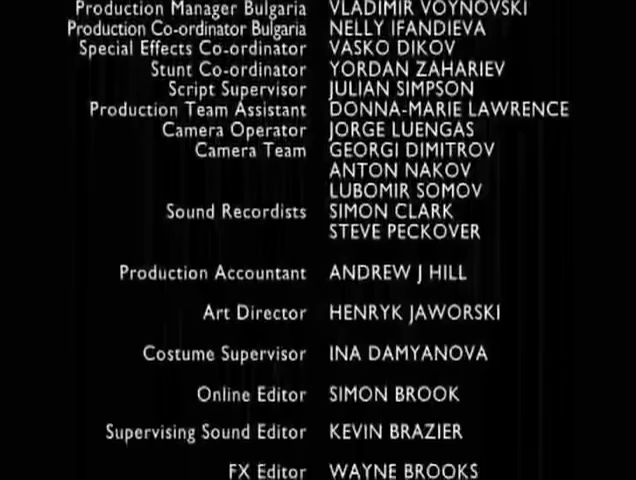 Production Manager Bulgaria VLADIMIR VOYNOVSKI
Production Co-ordinator Bulgaria NELLY IFANDIEVA
Special Effects Co-ordinator VASKO DIKOV
Stunt Co-ordinator YORDAN ZAHARIEV
Script Supervisor JULIAN SIMPSON
Production Team Assistant DONNA-MARIE LAWRENCE
Camera Operator JORGE LUENGAS
Camera Team GEORGI DIMITROV
ANTON NAKOV
LUBOMIR SOMOV
Sound Recordists SIMON CLARK
STEVE PECKOVER
Production Accountant ANDREW J HILL
Art Director HENRYK JAWORSKI
Costume Supervisor INA DAMYANOVA
Online Editor SIMON BROOK
Supervising Sound Editor KEVIN BRAZIER
FX Editor WAYNE BROOKS